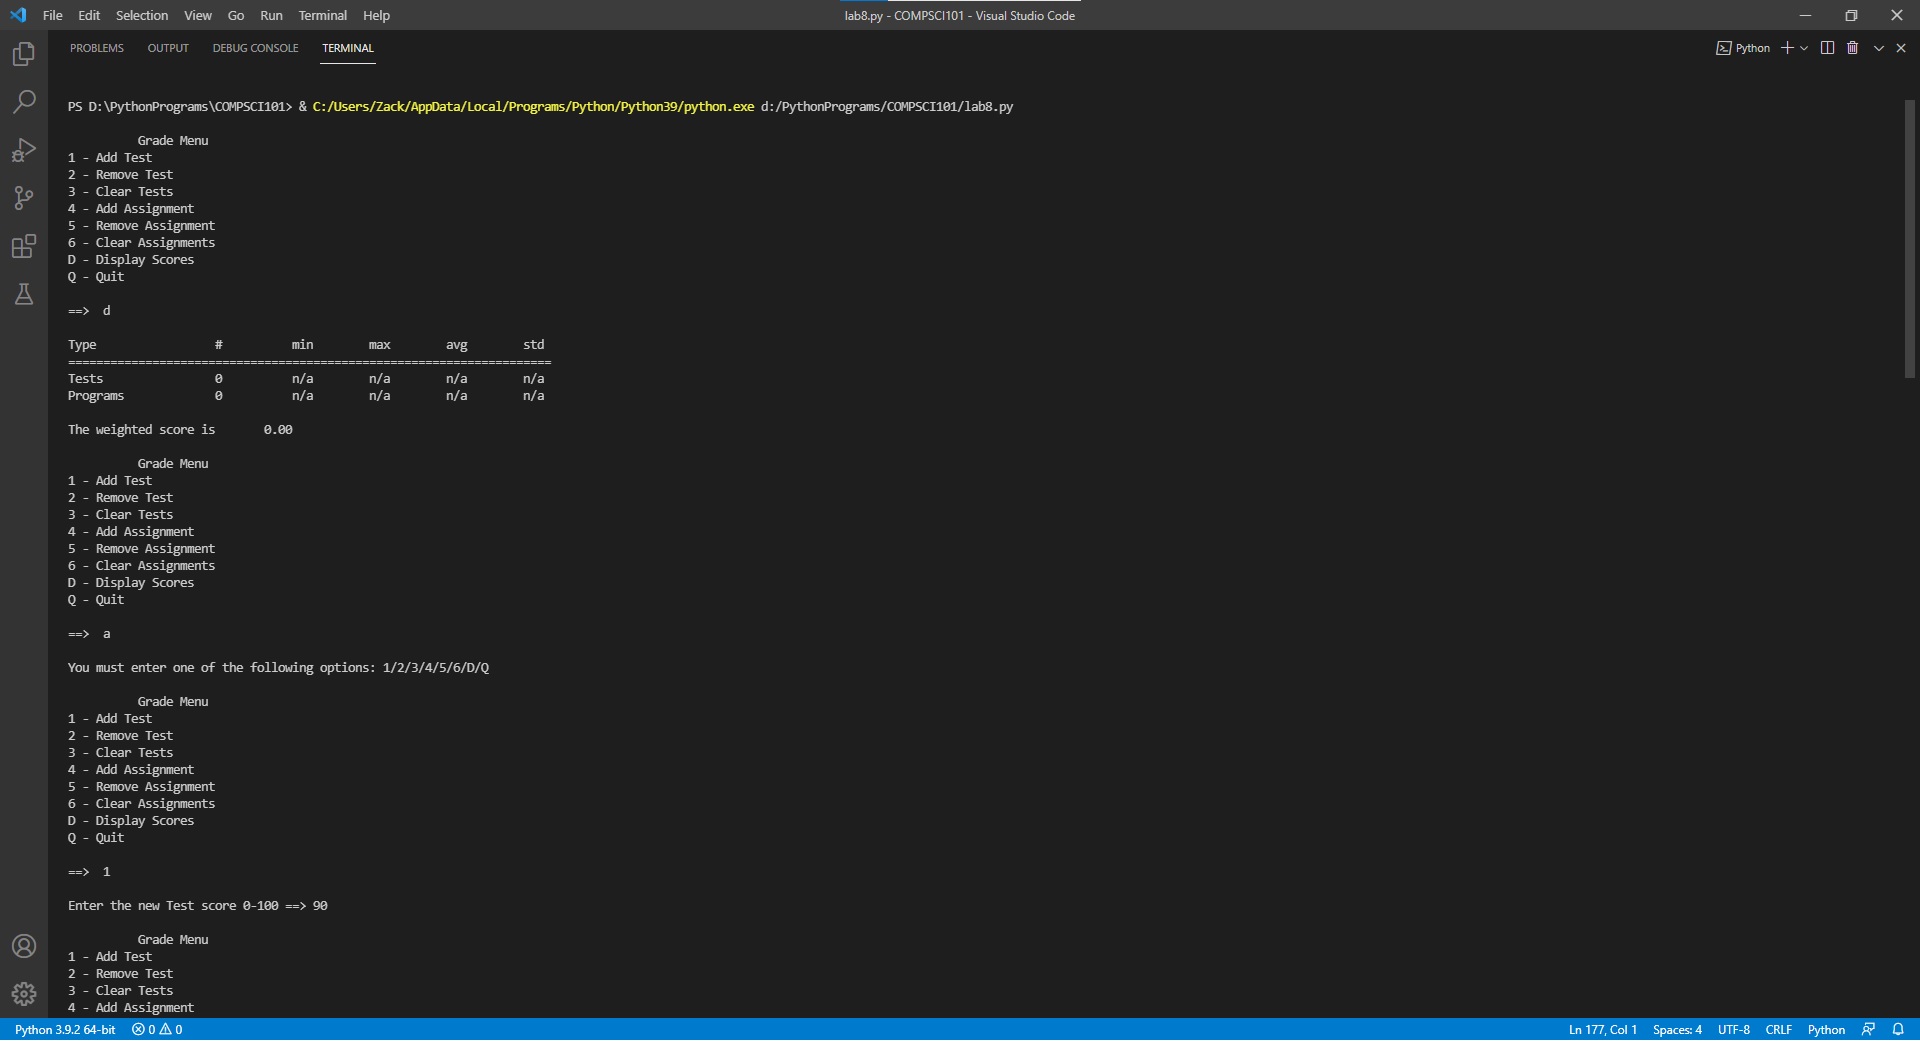 File Edit Selection View Go Run Terminal Help lab8.py - COMPSCI101 - Visual Studio Code
PROBLEMS OUTPUT DEBUG CONSOLE TERMINAL Python
PS D:\PythonPrograms\COMPSCI101> & C:/Users/Zack/AppData/Local/Programs/Python/Python39/python.exe d:/PythonPrograms/COMPSCI101/lab8.py
Grade Menu
1 - Add Test
2 - Remove Test
3 - Clear Tests
4 - Add Assignment
5 - Remove Assignment
6 - Clear Assignments
D - Display Scores
Q - Quit
==> d
Type # min max avg std
=====================================================================
Tests 0 n/a n/a n/a n/a
Programs 0 n/a n/a n/a n/a
The weighted score is 0.00
Grade Menu
1 - Add Test
2 - Remove Test
3 - Clear Tests
4 - Add Assignment
5 - Remove Assignment
6 - Clear Assignments
D - Display Scores
Q - Quit
==> a
You must enter one of the following options: 1/2/3/4/5/6/D/Q
Grade Menu
1 - Add Test
2 - Remove Test
3 - Clear Tests
4 - Add Assignment
5 - Remove Assignment
6 - Clear Assignments
D - Display Scores
Q - Quit
==> 1
Enter the new Test score 0-100 ==> 90
Grade Menu
1 - Add Test
2 - Remove Test
3 - Clear Tests
4 - Add Assignment
Python 3.9.2 64-bit 0 0 Ln 177, Col 1 Spaces: 4 UTF-8 CRLF Python